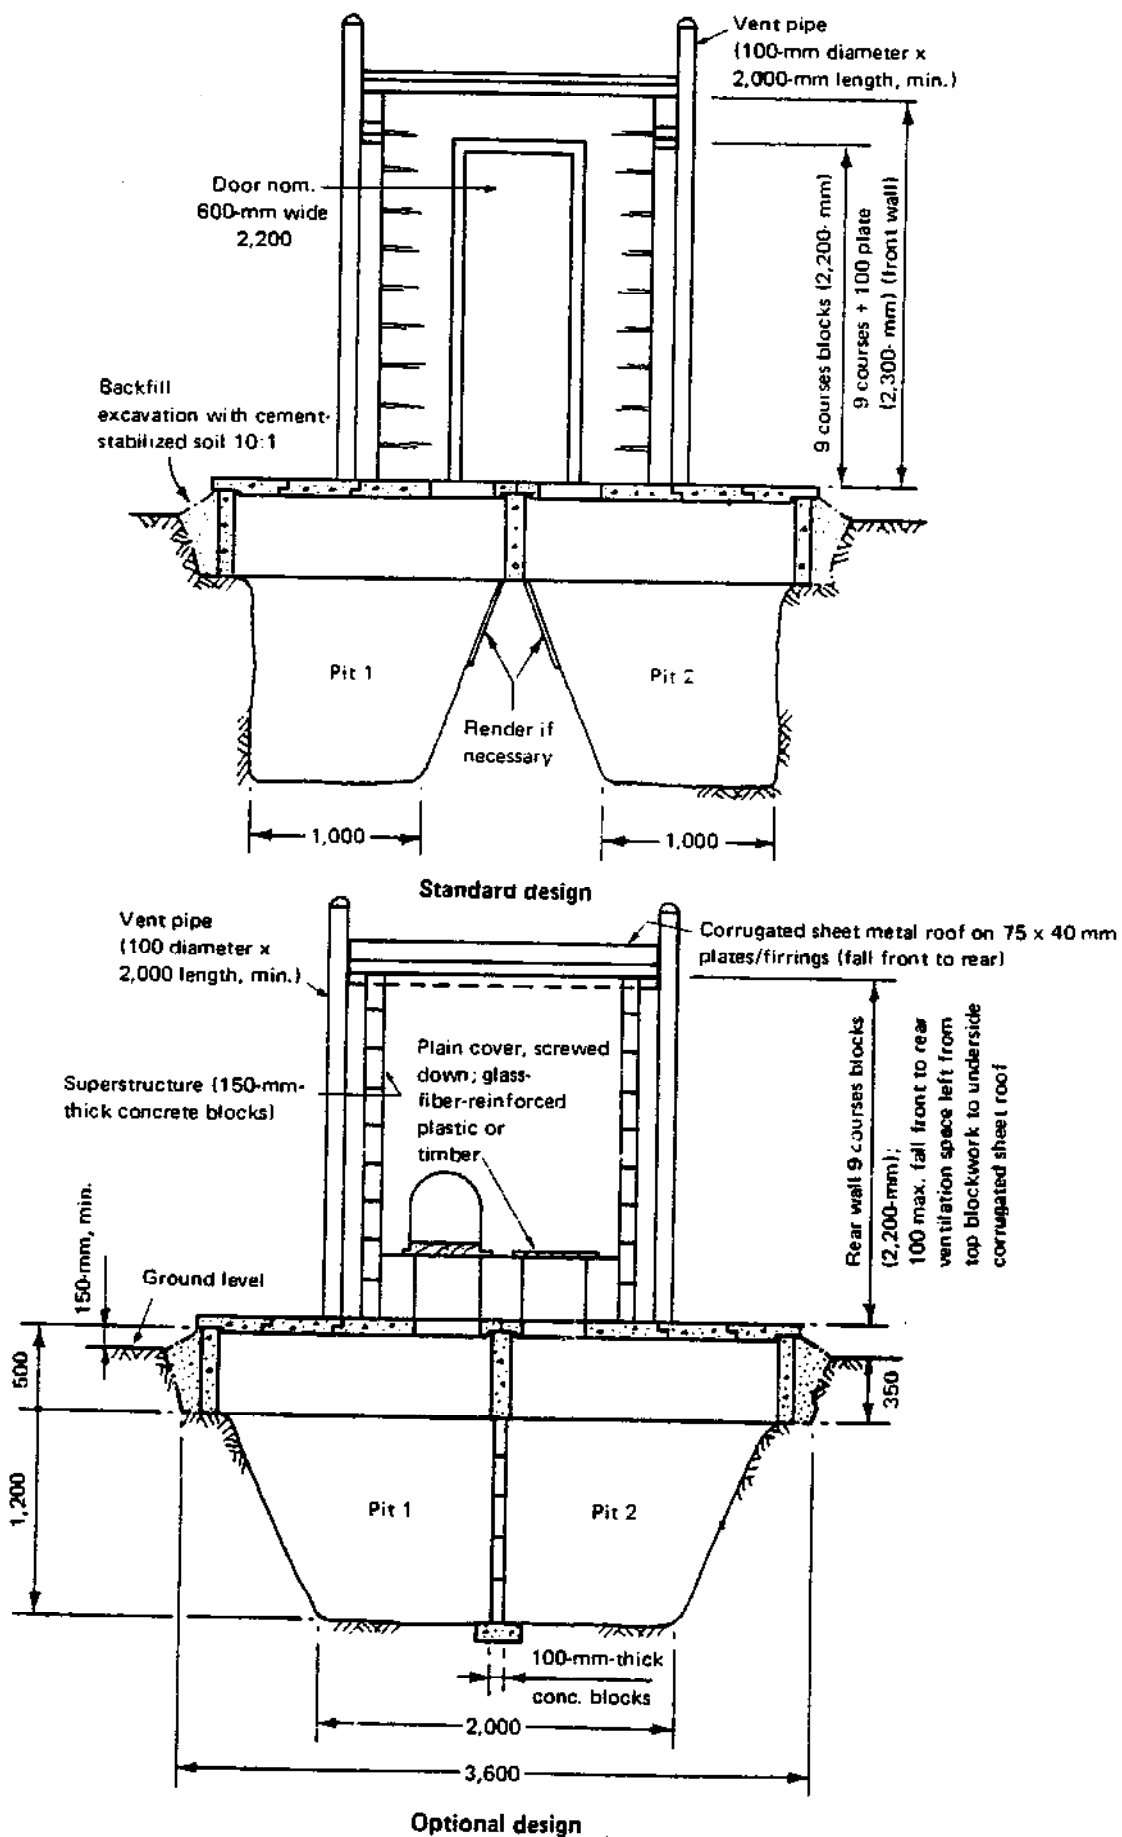 Vent pipe
(100-mm diameter x
2,000-mm length, min.)
Door nom.
600-mm wide
2,200
9 courses blocks (2,200- mm)
9 courses + 100 plate
(2,300- mm) (front wall)
Backfill
excavation with cement-
stabilized soil 10:1
Pit 1
Pit 2
Render if
necessary
1,000
1,000
Standard design
Vent pipe
(100 diameter x
2,000 length, min.)
Corrugated sheet metal roof on 75 x 40 mm
plates/firrings (fall front to rear)
Plain cover, screwed
down; glass-
fiber-reinforced
plastic or
timber
Superstructure (150-mm-
thick concrete blocks)
Rear wall 9 courses blocks
(2,200-mm);
100 max. fall front to rear
ventilation space left from
top blockwork to underside
corrugated sheet roof
150-mm, min.
Ground level
500
350
1,200
Pit 1
Pit 2
100-mm-thick
conc. blocks
2,000
3,600
Optional design